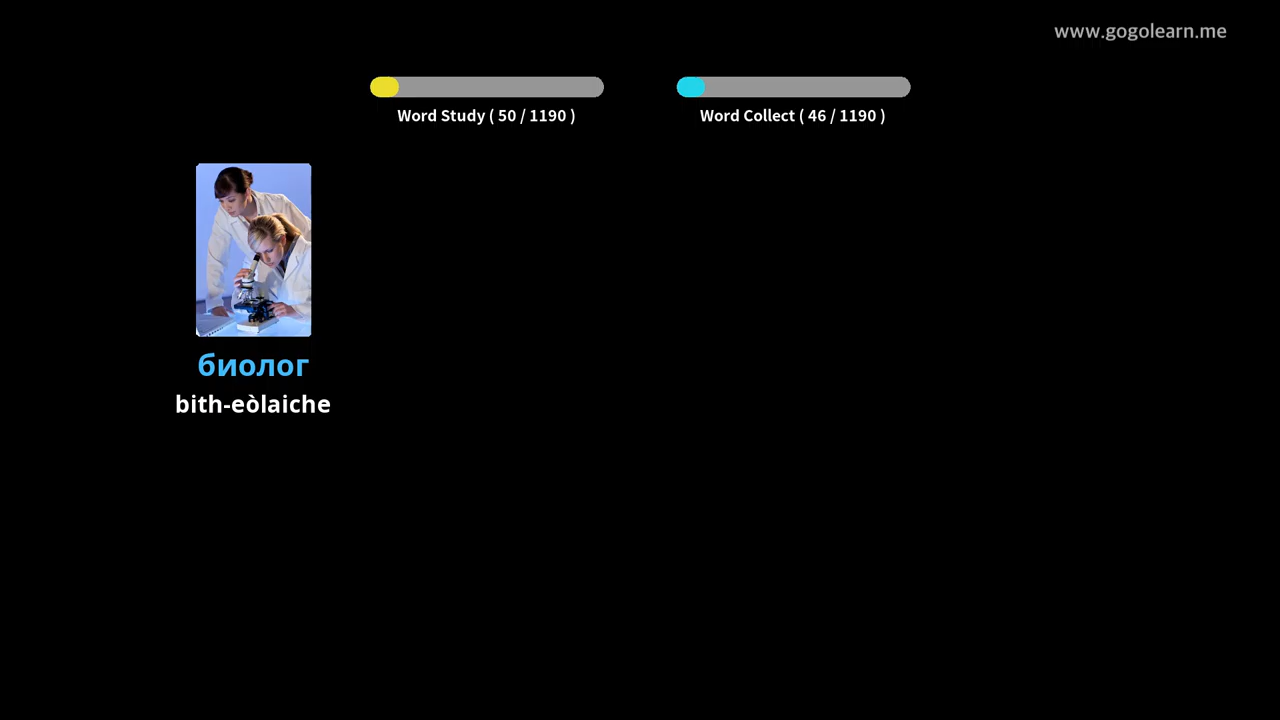 www.gogolearn.me
Word Study ( 50 / 1190 )
Word Collect ( 46 / 1190 )
биолог
bith-eòlaiche